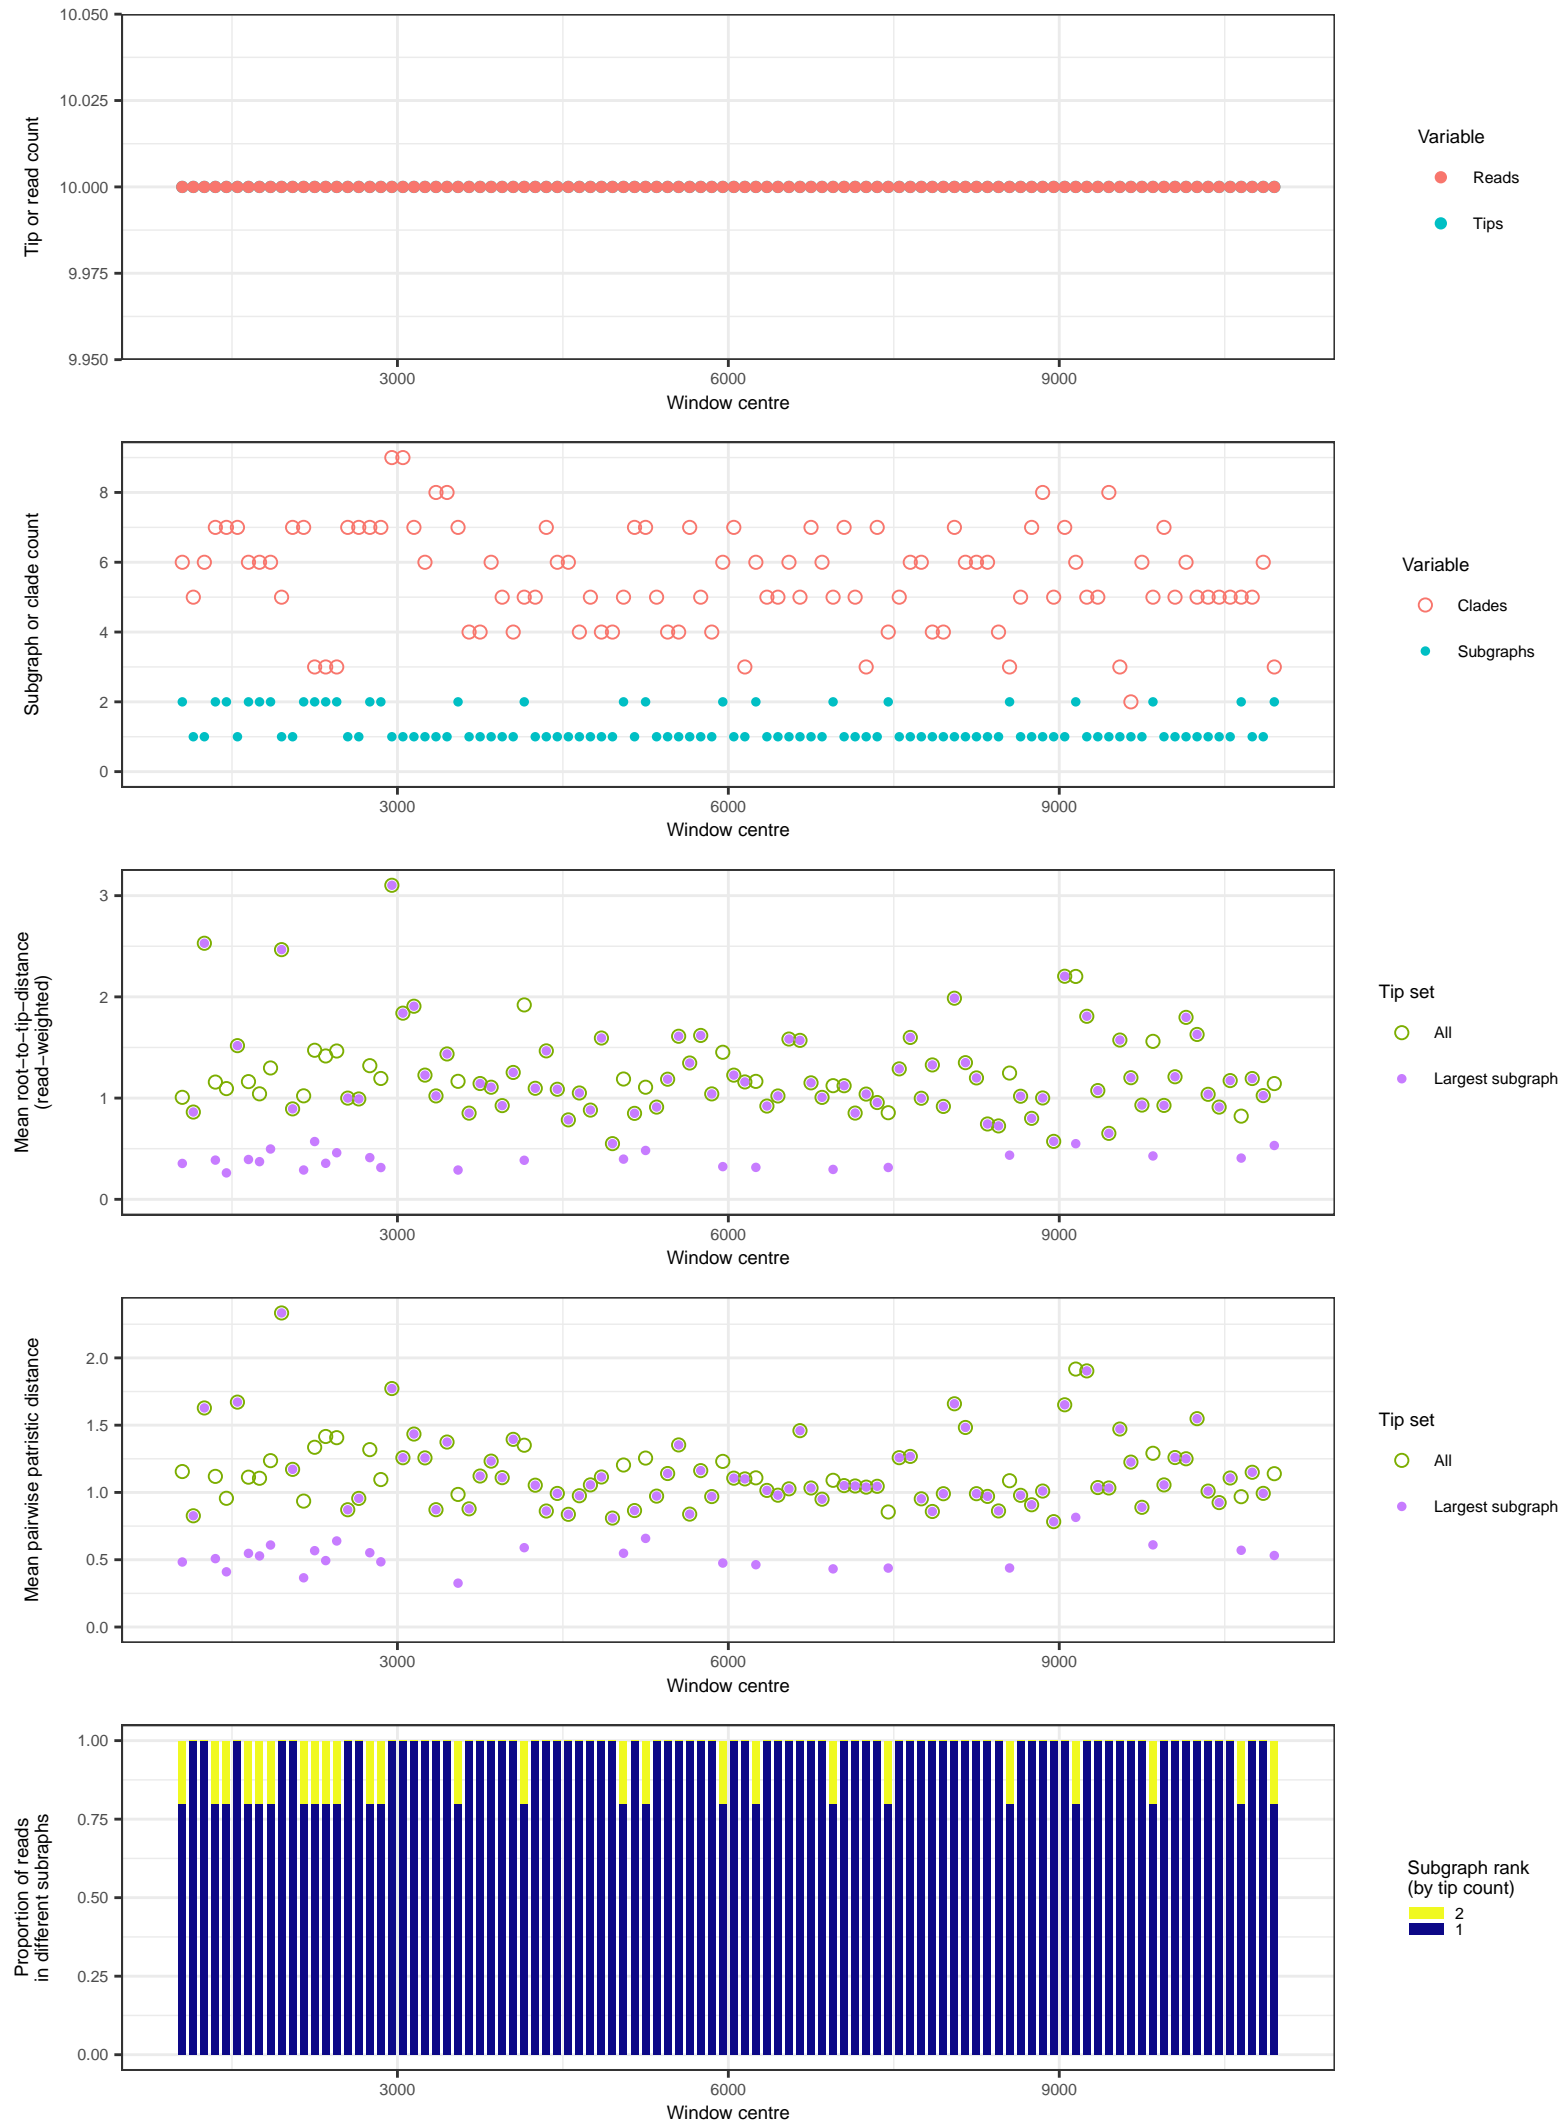 10.050
10.025
10.000
9.975
9.950
Tip or read count
3000
6000
9000
Window centre
Variable
Reads
Tips
8
6
4
2
0
Subgraph or clade count
3000
6000
9000
Window centre
Variable
Clades
Subgraphs
3
2
1
0
Mean root−to−tip−distance
(read−weighted)
3000
6000
9000
Window centre
Tip set
All
Largest subgraph
2.0
1.5
1.0
0.5
0.0
Mean pairwise patristic distance
3000
6000
9000
Window centre
Tip set
All
Largest subgraph
1.00
0.75
0.50
0.25
0.00
Proportion of reads
in different subraphs
3000
6000
9000
Window centre
Subgraph rank
(by tip count)
2
1